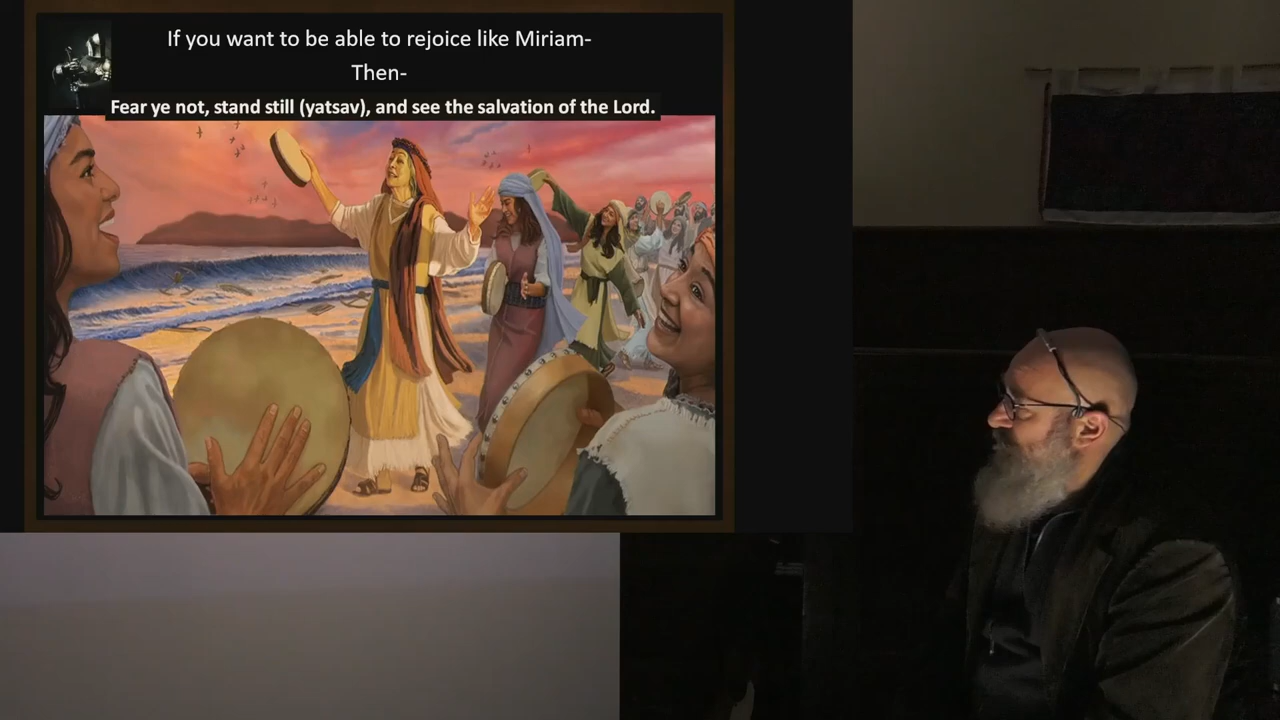 If you want to be able to rejoice like Miriam-
Then-
Fear ye not, stand still (yatsav), and see the salvation of the Lord.